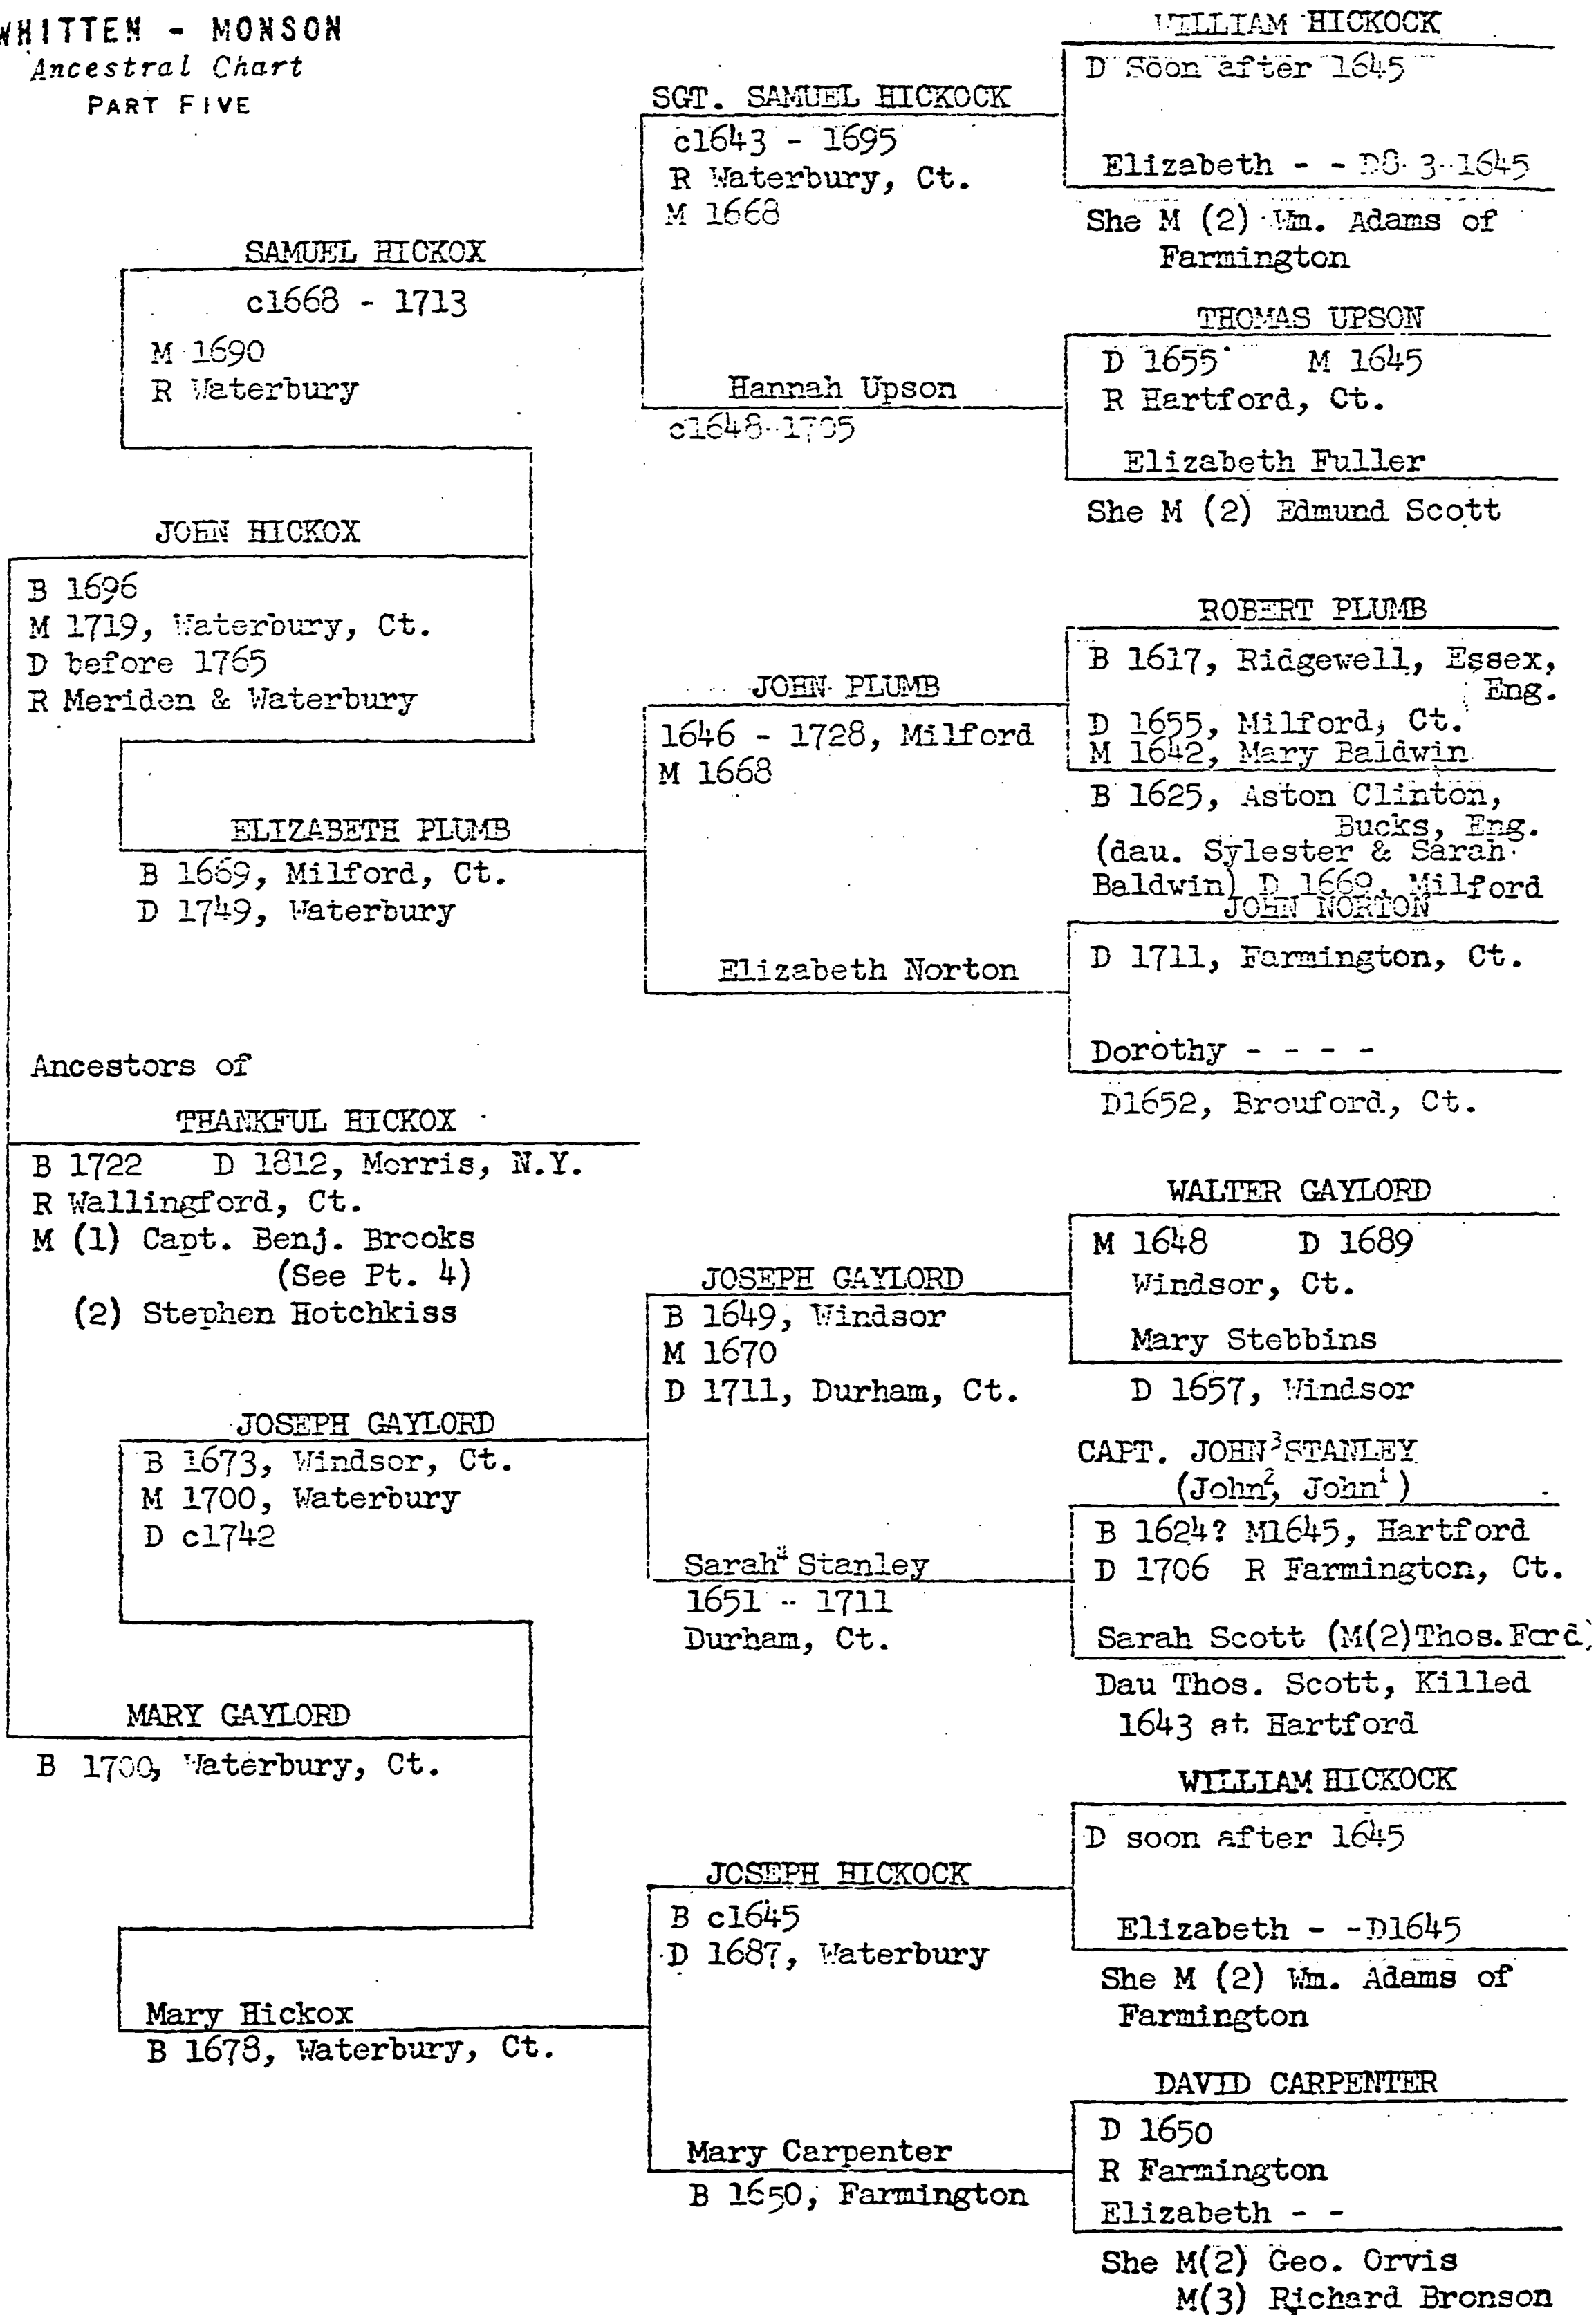 WHITTEN - MONSON
Ancestral Chart
PART FIVE
WILLIAM HICKOCK
D Soon after 1645
Elizabeth - - D8 3 1645
She M (2) Wm. Adams of
Farmington
SGT. SAMUEL HICKOCK
c1643 - 1695
R Waterbury, Ct.
M 1668
SAMUEL HICKOX
c1668 - 1713
M 1690
R Waterbury
THOMAS UPSON
D 1655 M 1645
R Hartford, Ct.
Elizabeth Fuller
She M (2) Edmund Scott
Hannah Upson
c1648-1705
JOHN HICKOX
B 1696
M 1719, Waterbury, Ct.
D before 1765
R Meriden & Waterbury
ROBERT PLUMB
B 1617, Ridgewell, Essex,
Eng.
D 1655, Milford, Ct.
M 1642, Mary Baldwin
B 1625, Aston Clinton,
Bucks, Eng.
(dau. Sylester & Sarah
Baldwin) D 1669, Milford
JOHN PLUMB
1646 - 1728, Milford
M 1668
ELIZABETH PLUMB
B 1669, Milford, Ct.
D 1749, Waterbury
JOHN NORTON
D 1711, Farmington, Ct.
Dorothy - - - -
D1652, Brouford, Ct.
Elizabeth Norton
Ancestors of
THANKFUL HICKOX
B 1722 D 1812, Morris, N.Y.
R Wallingford, Ct.
M (1) Capt. Benj. Brooks
(See Pt. 4)
(2) Stephen Hotchkiss
WALTER GAYLORD
M 1648 D 1689
Windsor, Ct.
Mary Stebbins
D 1657, Windsor
JOSEPH GAYLORD
B 1649, Windsor
M 1670
D 1711, Durham, Ct.
JOSEPH GAYLORD
B 1673, Windsor, Ct.
M 1700, Waterbury
D c1742
CAPT. JOHN³ STANLEY
(John², John¹)
B 1624? M1645, Hartford
D 1706 R Farmington, Ct.
Sarah Scott (M(2)Thos.Ford)
Dau Thos. Scott, Killed
1643 at Hartford
Sarah⁴ Stanley
1651 - 1711
Durham, Ct.
MARY GAYLORD
B 1700, Waterbury, Ct.
WILLIAM HICKOCK
D soon after 1645
Elizabeth - -D1645
She M (2) Wm. Adams of
Farmington
JOSEPH HICKOCK
B c1645
D 1687, Waterbury
Mary Hickox
B 1678, Waterbury, Ct.
DAVID CARPENTER
D 1650
R Farmington
Elizabeth - -
She M(2) Geo. Orvis
M(3) Richard Bronson
Mary Carpenter
B 1650, Farmington